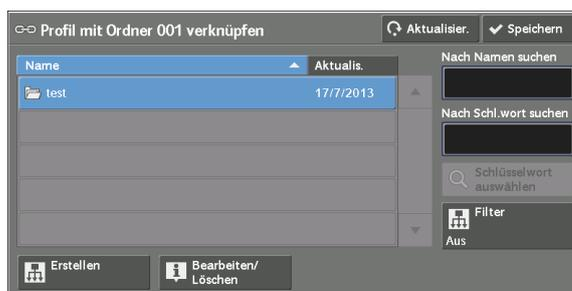 Profil mit Ordner 001 verknüpfen
Aktualisier.
Speichern
Name
Aktualis.
test
17/7/2013
Nach Namen suchen
Nach Schl.wort suchen
Schlüsselwort
auswählen
Filter
Aus
Erstellen
Bearbeiten/
Löschen